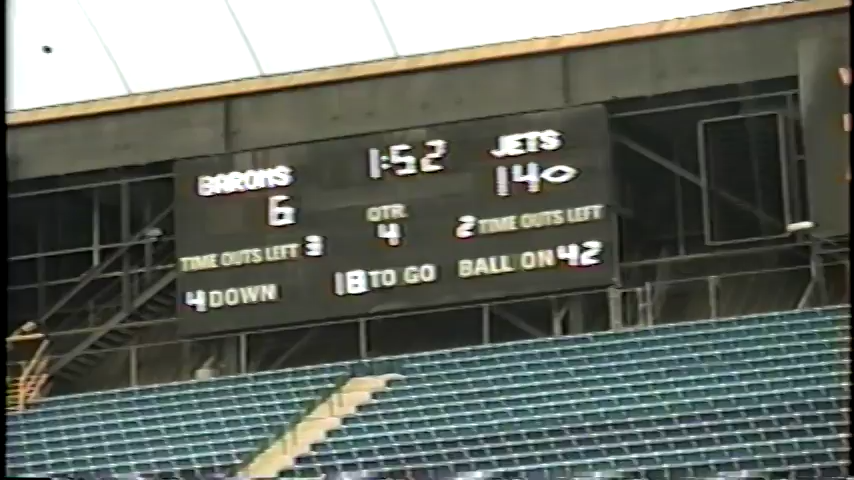 BARONS 1:52 JETS
6 QTR. 14
TIME OUTS LEFT 3 4 2 TIME OUTS LEFT
4 DOWN 18 TO GO BALL ON 42